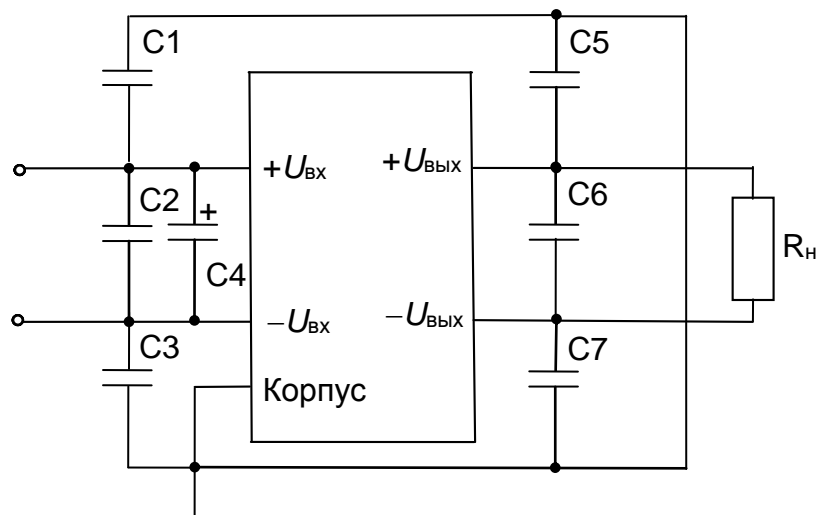 C1
C5
+Uвх
+Uвых
C2
+
C6
Rн
C4
−Uвх
−Uвых
C3
C7
Корпус